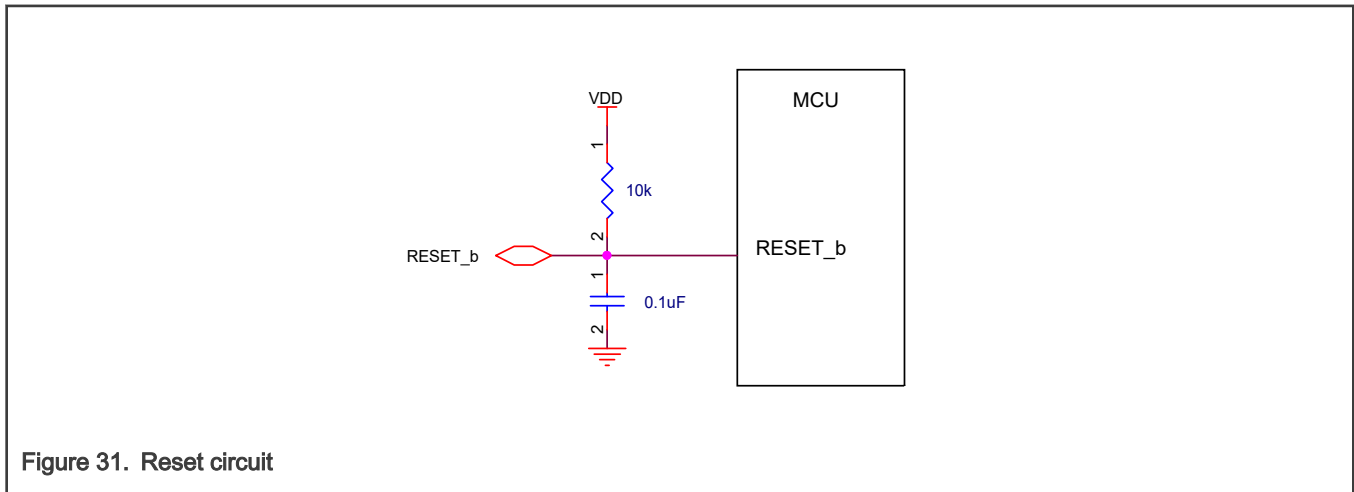 VDD
MCU
1
10k
2
RESET_b
RESET_b
1
0.1uF
2
Figure 31. Reset circuit